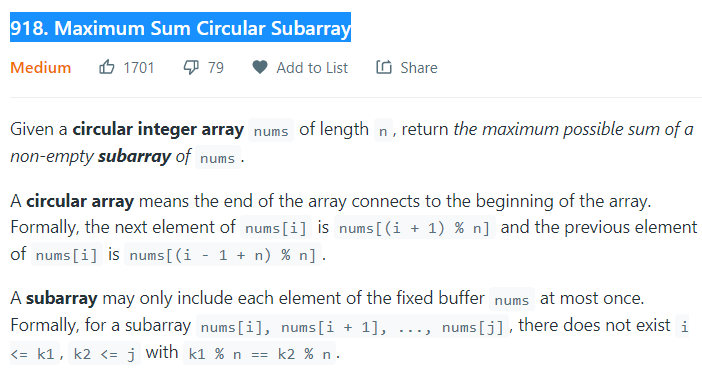 918. Maximum Sum Circular Subarray
Medium 1701 79 Add to List Share
Given a circular integer array nums of length n, return the maximum possible sum of a
non-empty subarray of nums.
A circular array means the end of the array connects to the beginning of the array.
Formally, the next element of nums[i] is nums[(i + 1) % n] and the previous element
of nums[i] is nums[(i - 1 + n) % n].
A subarray may only include each element of the fixed buffer nums at most once.
Formally, for a subarray nums[i], nums[i + 1], ..., nums[j], there does not exist i
<= k1, k2 <= j with k1 % n == k2 % n.